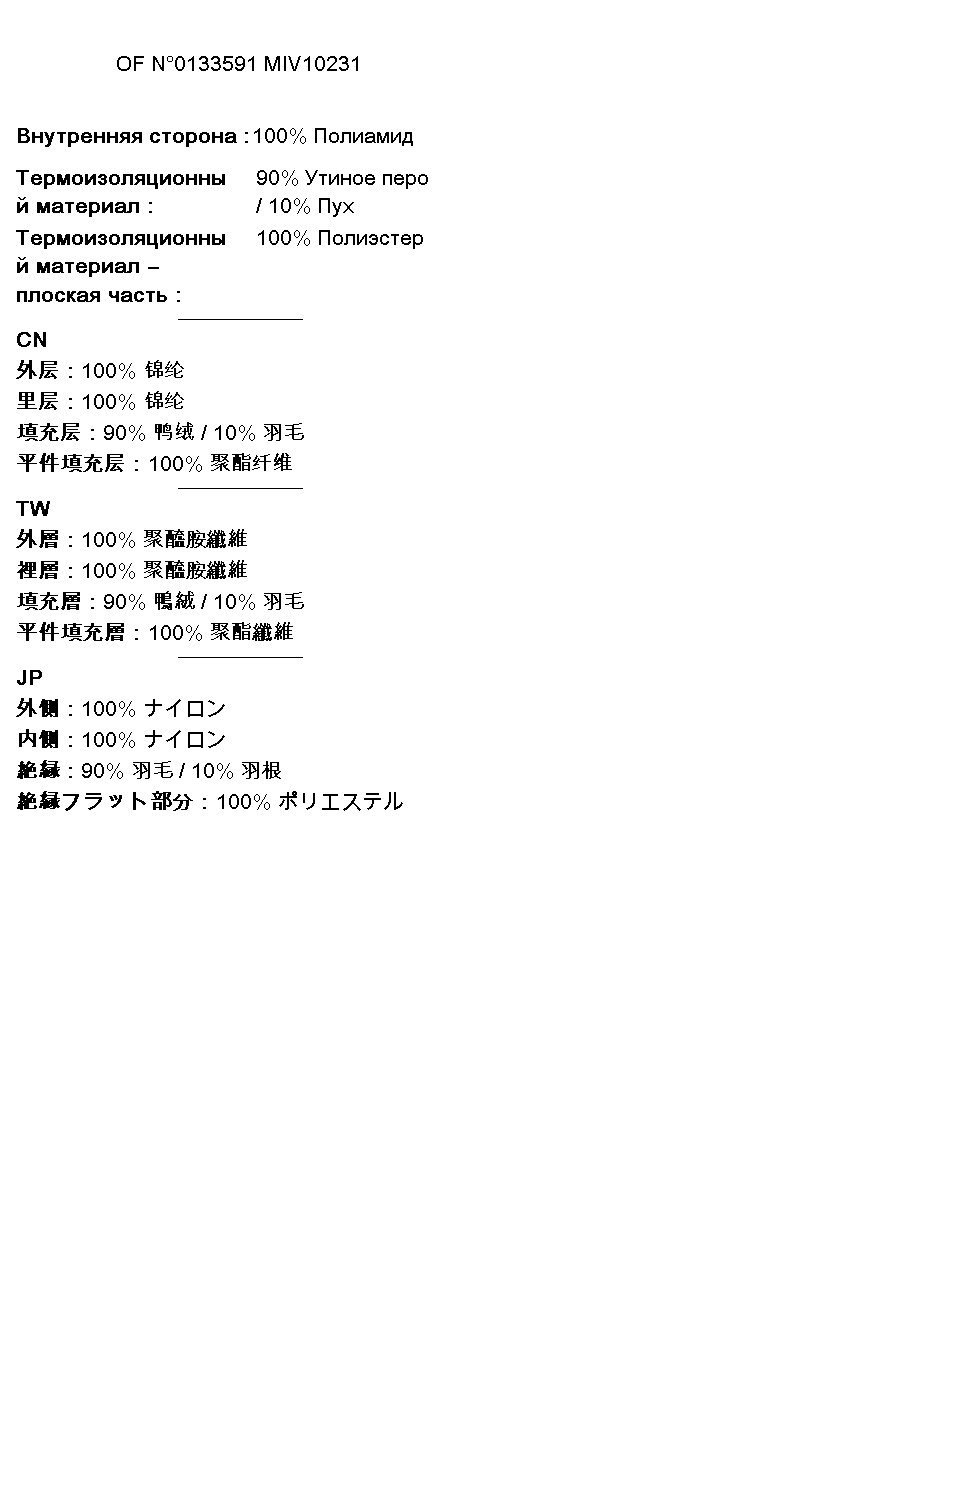 OF N°0133591 MIV10231
Внутренняя сторона : 100% Полиамид
Термоизоляционны 90% Утиное перо
й материал : / 10% Пух
Термоизоляционны 100% Полиэстер
й материал –
плоская часть :
CN
外层 : 100% 锦纶
里层 : 100% 锦纶
填充层 : 90% 鸭绒 / 10% 羽毛
平件填充层 : 100% 聚酯纤维
TW
外層 : 100% 聚醯胺纖維
裡層 : 100% 聚醯胺纖維
填充層 : 90% 鴨絨 / 10% 羽毛
平件填充層 : 100% 聚酯纖維
JP
外側 : 100% ナイロン
内側 : 100% ナイロン
絶縁 : 90% 羽毛 / 10% 羽根
絶縁フラット部分 : 100% ポリエステル